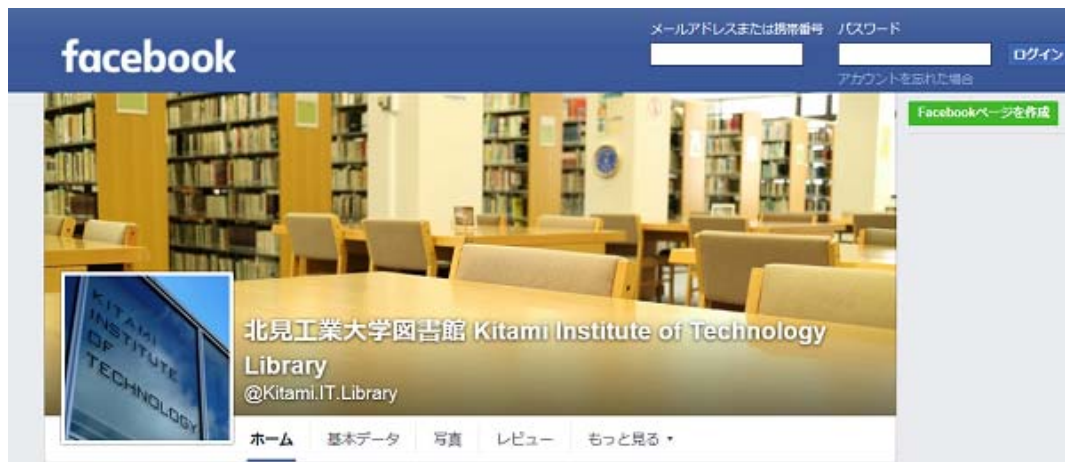 facebook
メールアドレスまたは携帯番号 パスワード
ログイン
アカウントを忘れた場合
Facebookページを作成
KITAMI
INSTITUTE
OF
TECHNOLOGY
北見工業大学図書館 Kitami Institute of Technology
Library
@Kitami.IT.Library
ホーム 基本データ 写真 レビュー もっと見る